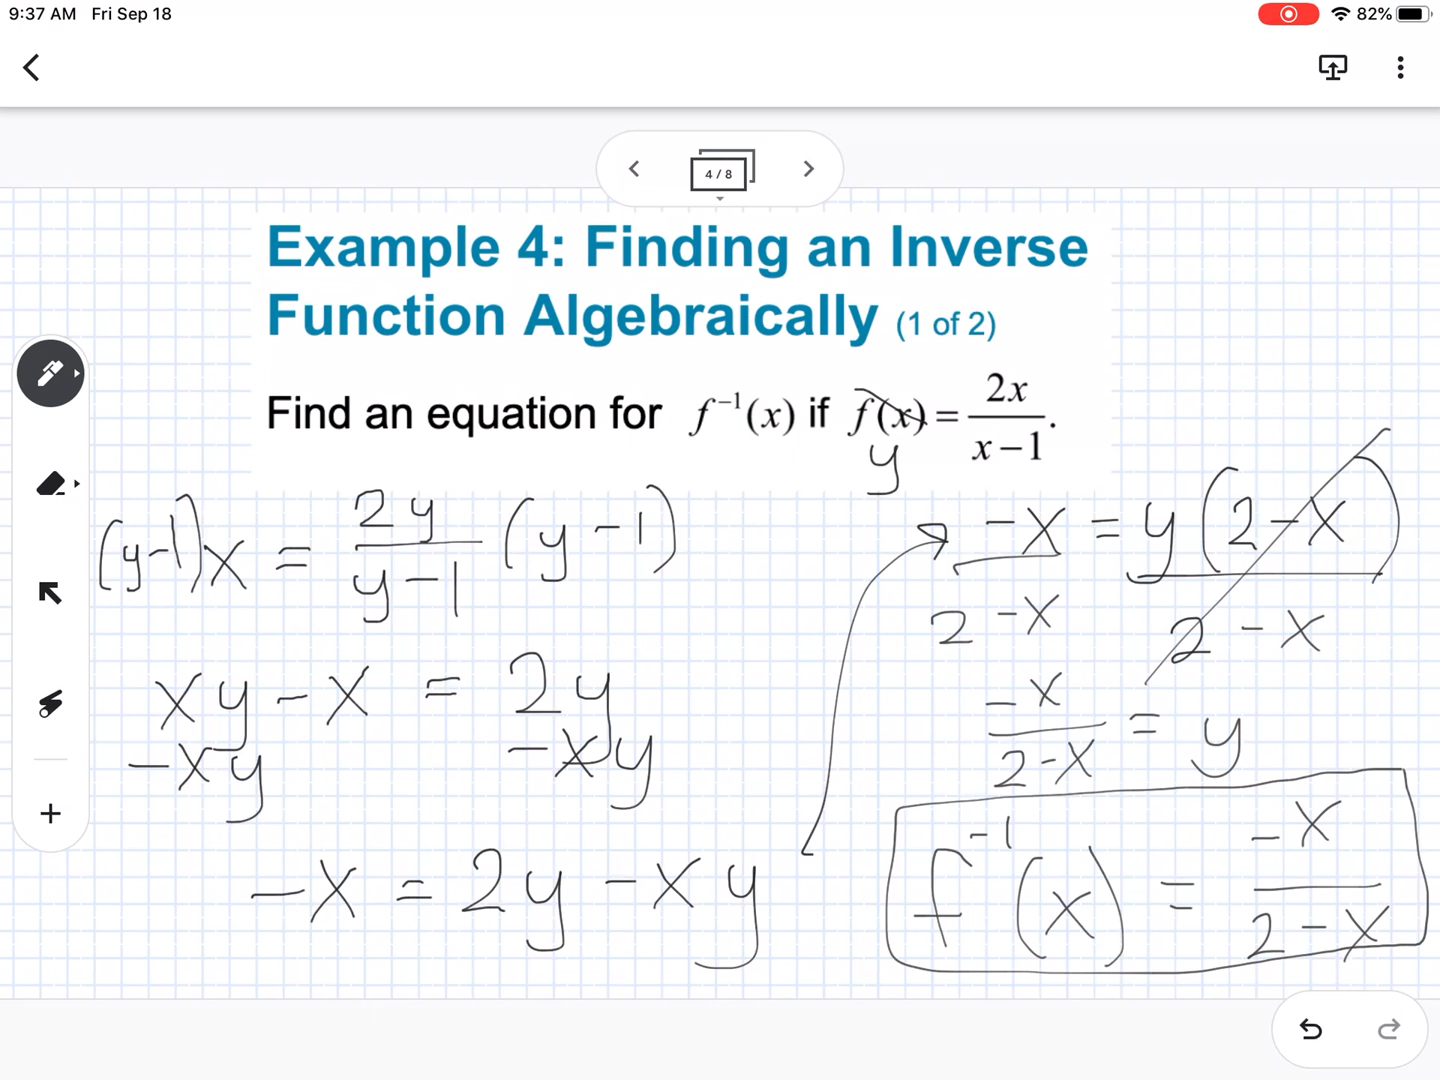 9:37 AM Fri Sep 18
82%
4 / 8
Example 4: Finding an Inverse
Function Algebraically (1 of 2)
Find an equation for f⁻¹(x) if f(x) = 2x/(x−1).
y
(y-1)x = 2y/(y-1) (y-1)
xy - x = 2y
-xy -xy
-x = 2y - xy
-x = y(2-x)
2-x 2-x
-x/(2-x) = y
f⁻¹(x) = -x/(2-x)